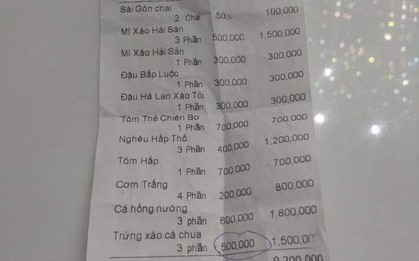 Sài Gòn chai
2 Chai 50,0 100,000
Mì Xào Hải Sản
3 Phần 500,000 1,500,000
Mì Xào Hải Sản
1 Phần 300,000 300,000
Đậu Bắp Luộc
1 Phần 300,000 300,000
Đậu Hà Lan Xào Tỏi
1 Phần 300,000 300,000
Tôm Thẻ Chiên Bơ
1 Phần 700,000 700,000
Nghêu Hấp Thố
3 Phần 400,000 1,200,000
Tôm Hấp
1 Phần 700,000 700,000
Cơm Trắng
4 Phần 200,000 800,000
Cá hồng nướng
3 phần 600,000 1,800,000
Trứng xào cà chua
3 phần 500,000 1,500,00
9,200,000